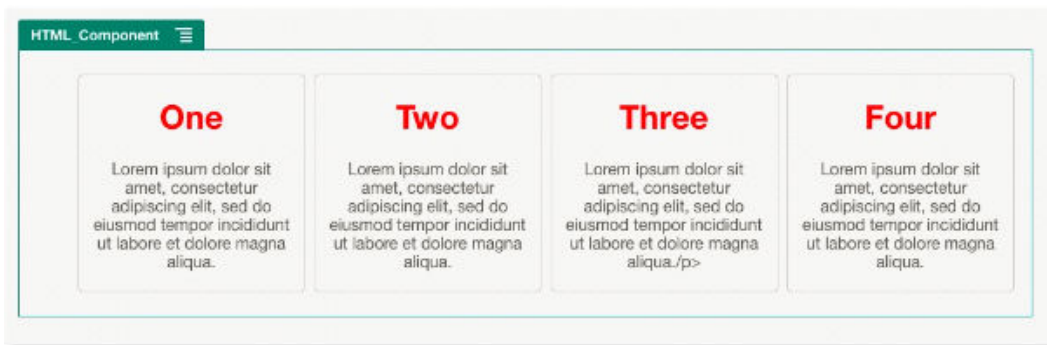 HTML_Component
One
Lorem ipsum dolor sit
amet, consectetur
adipiscing elit, sed do
eiusmod tempor incididunt
ut labore et dolore magna
aliqua.
Two
Lorem ipsum dolor sit
amet, consectetur
adipiscing elit, sed do
eiusmod tempor incididunt
ut labore et dolore magna
aliqua.
Three
Lorem ipsum dolor sit
amet, consectetur
adipiscing elit, sed do
eiusmod tempor incididunt
ut labore et dolore magna
aliqua./p>
Four
Lorem ipsum dolor sit
amet, consectetur
adipiscing elit, sed do
eiusmod tempor incididunt
ut labore et dolore magna
aliqua.